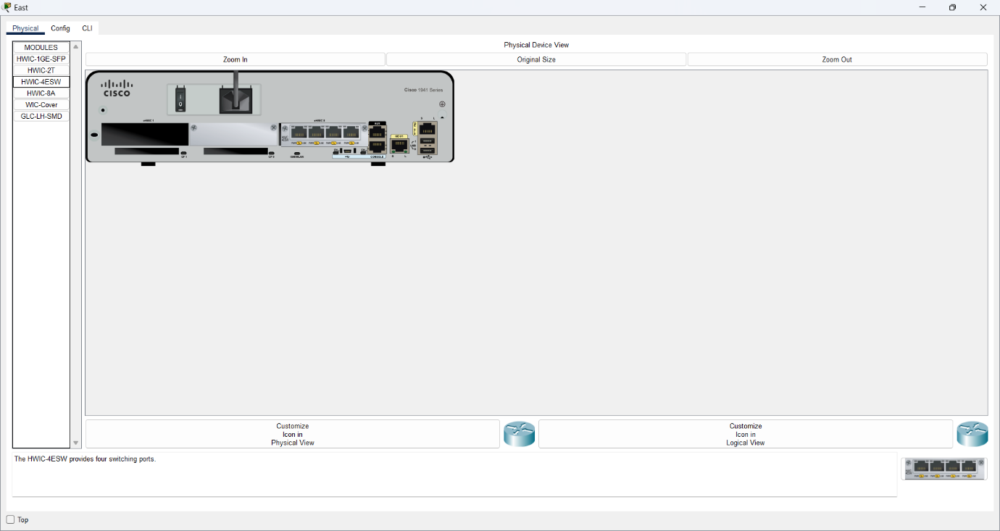 East
Physical Config CLI
MODULES
HWIC-1GE-SFP
HWIC-2T
HWIC-4ESW
HWIC-8A
WIC-Cover
GLC-LH-SMD
Physical Device View
Zoom In Original Size Zoom Out
CISCO
Cisco 1941 Series
AUX
CONSOLE
Customize
Icon in
Physical View
Customize
Icon in
Logical View
The HWIC-4ESW provides four switching ports.
Top